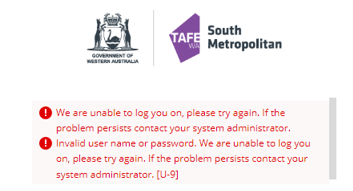 GOVERNMENT OF
WESTERN AUSTRALIA
TAFE
WA
South
Metropolitan
We are unable to log you on, please try again. If the
problem persists contact your system administrator.
Invalid user name or password. We are unable to log you
on, please try again. If the problem persists contact your
system administrator. [U-9]